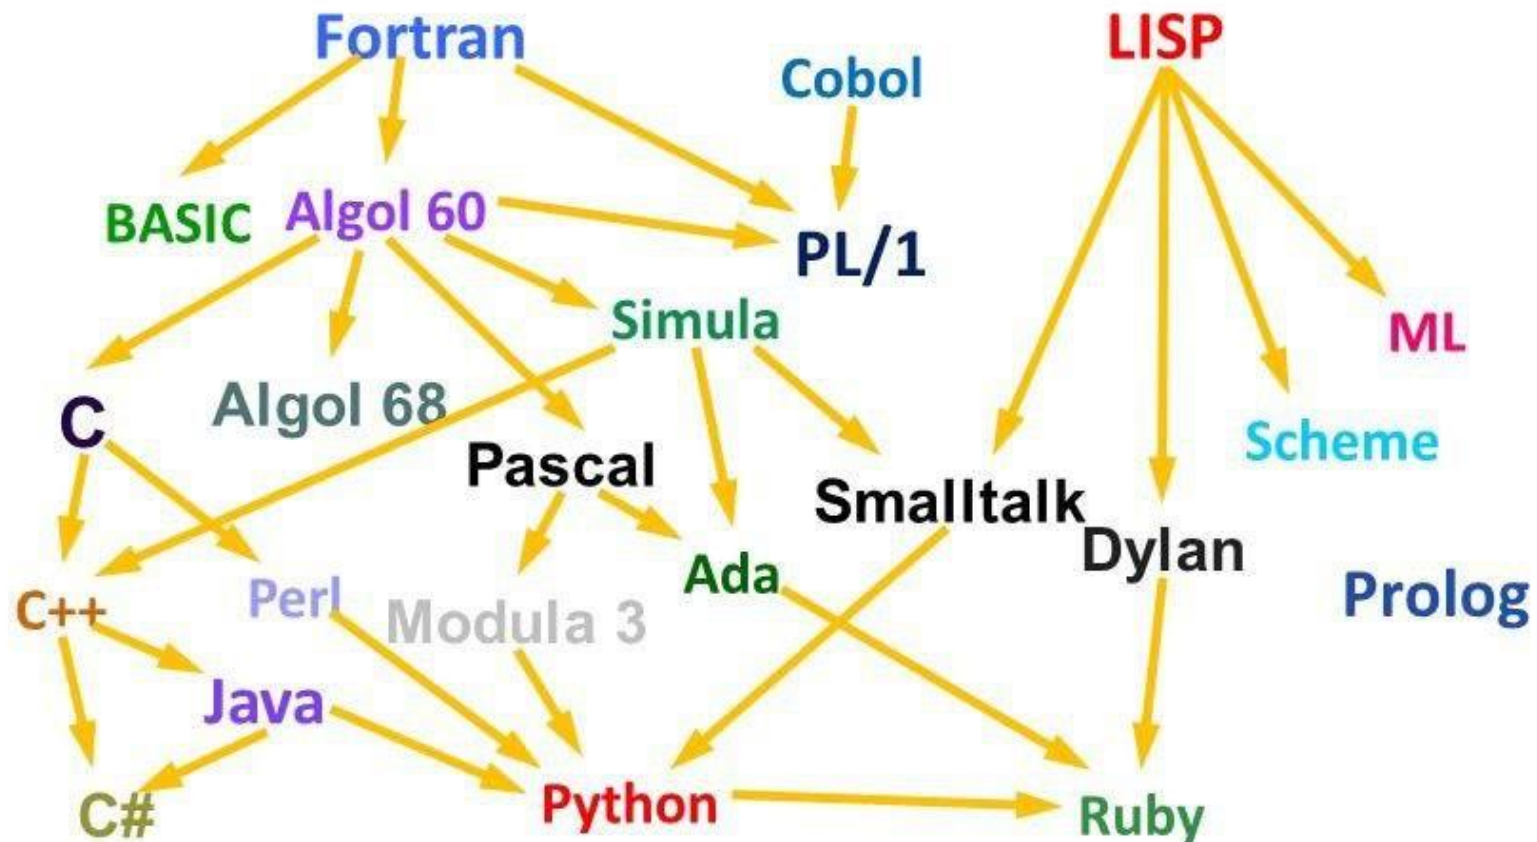 Fortran
LISP
Cobol
BASIC
Algol 60
PL/1
Simula
ML
C
Algol 68
Scheme
Pascal
Smalltalk
Dylan
Ada
Prolog
C++
Perl
Modula 3
Java
Python
C#
Ruby